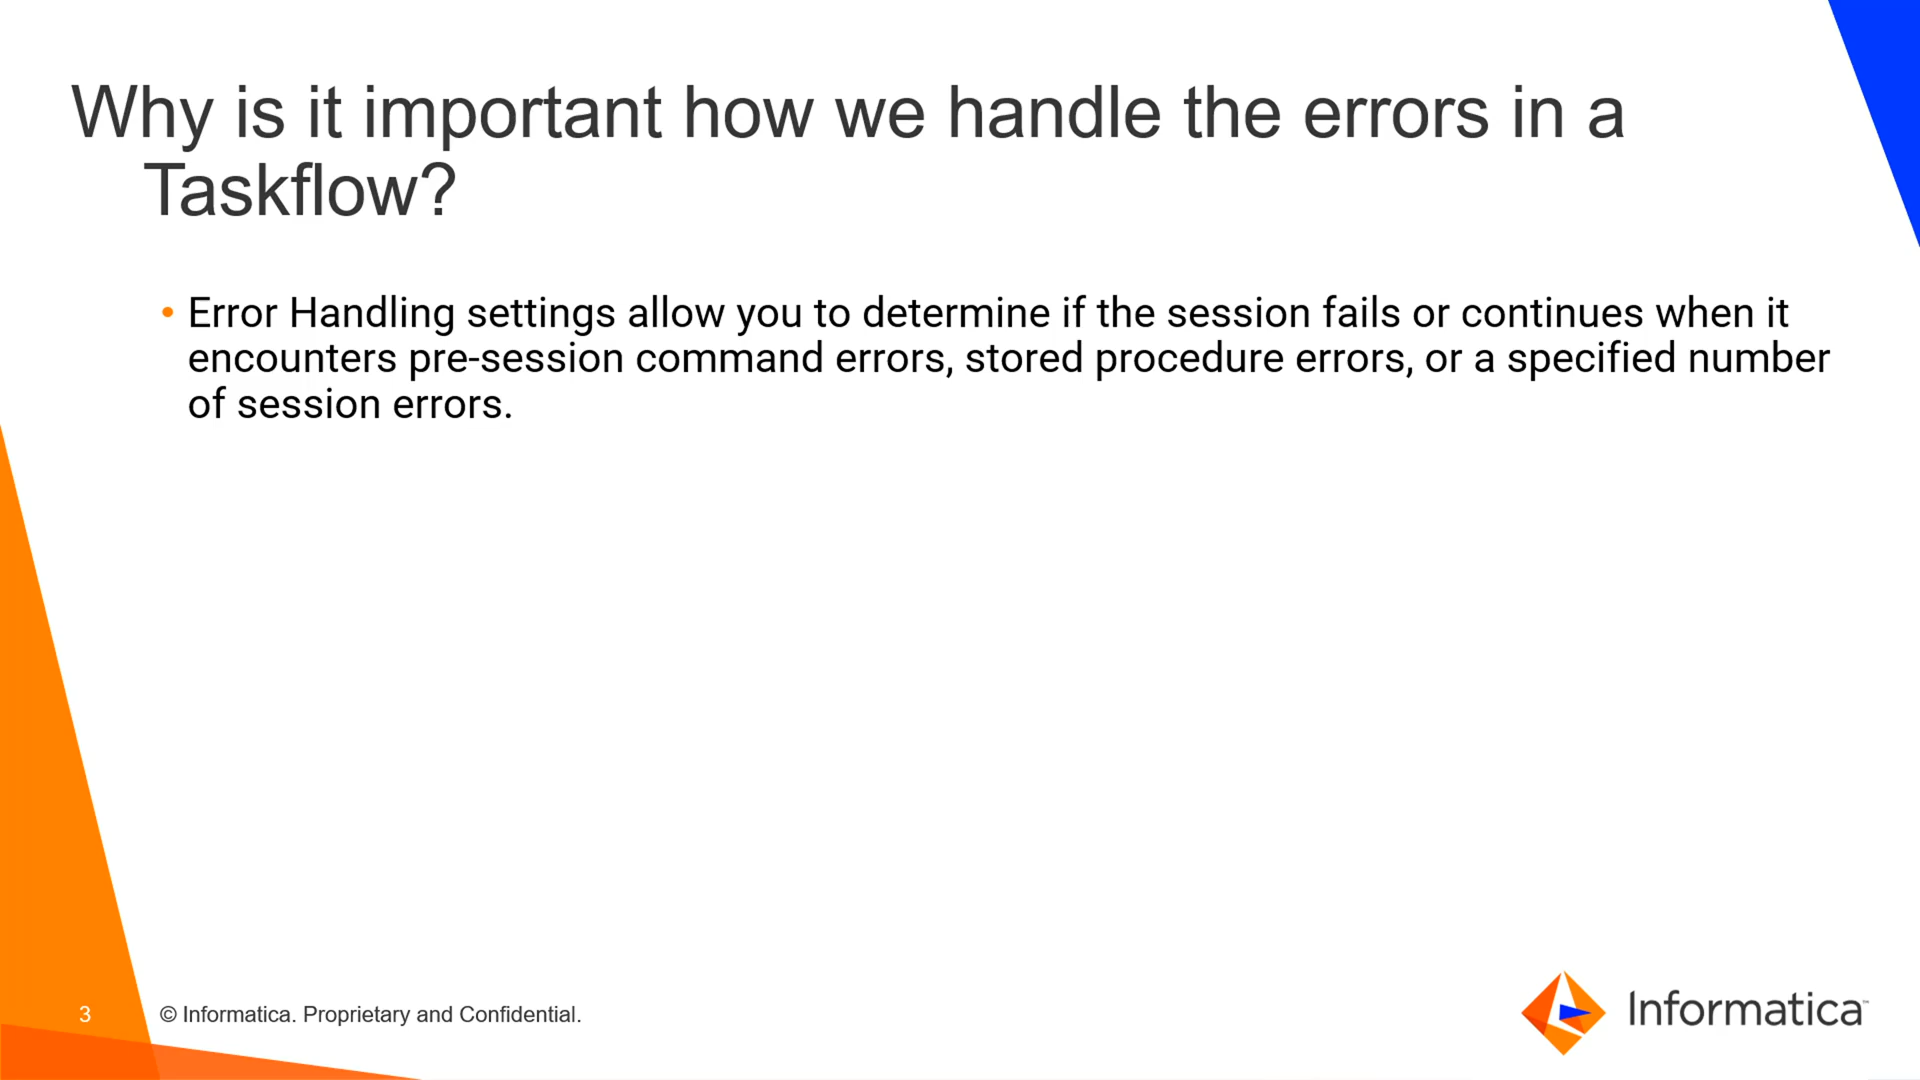 Why is it important how we handle the errors in a
Taskflow?
• Error Handling settings allow you to determine if the session fails or continues when it
encounters pre-session command errors, stored procedure errors, or a specified number
of session errors.
3
© Informatica. Proprietary and Confidential.
Informatica™